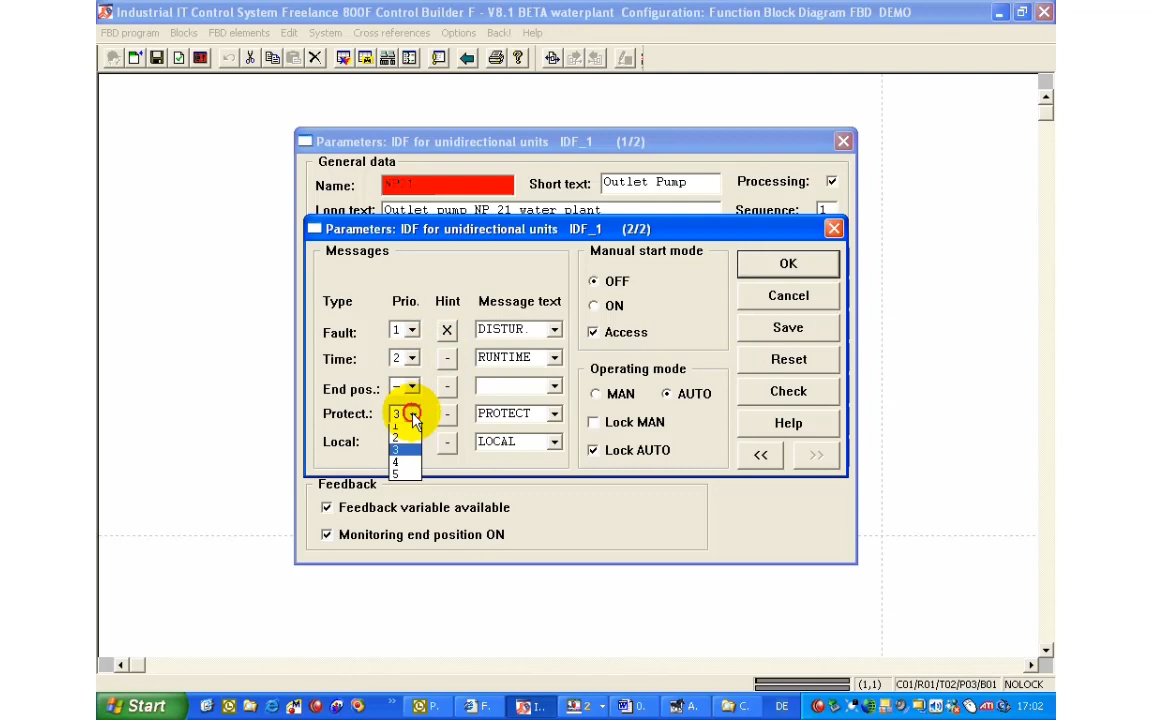 Industrial IT Control System Freelance 800F Control Builder F - V8.1 BETA waterplant Configuration: Function Block Diagram FBD DEMO
FBD program Blocks FBD elements Edit System Cross references Options Back! Help
Parameters: IDF for unidirectional units IDF_1 (1/2)
General data
Name: NP 1 Short text: Outlet Pump Processing:
Long text: Outlet pump NP 21 water plant Sequence: 1
Parameters: IDF for unidirectional units IDF_1 (2/2)
Messages
Type Prio. Hint Message text
Fault: 1 X DISTUR.
Time: 2 - RUNTIME
End pos.: - -
Protect.: 3 - PROTECT
Local: - LOCAL
1
2
3
4
5
Manual start mode
OFF
ON
Access
Operating mode
MAN AUTO
Lock MAN
Lock AUTO
OK
Cancel
Save
Reset
Check
Help
<< >>
Feedback
Feedback variable available
Monitoring end position ON
(1,1) C01/R01/T02/P03/B01 NOLOCK
Start » P. F. I.. 2 0. A. C. DE 17:02